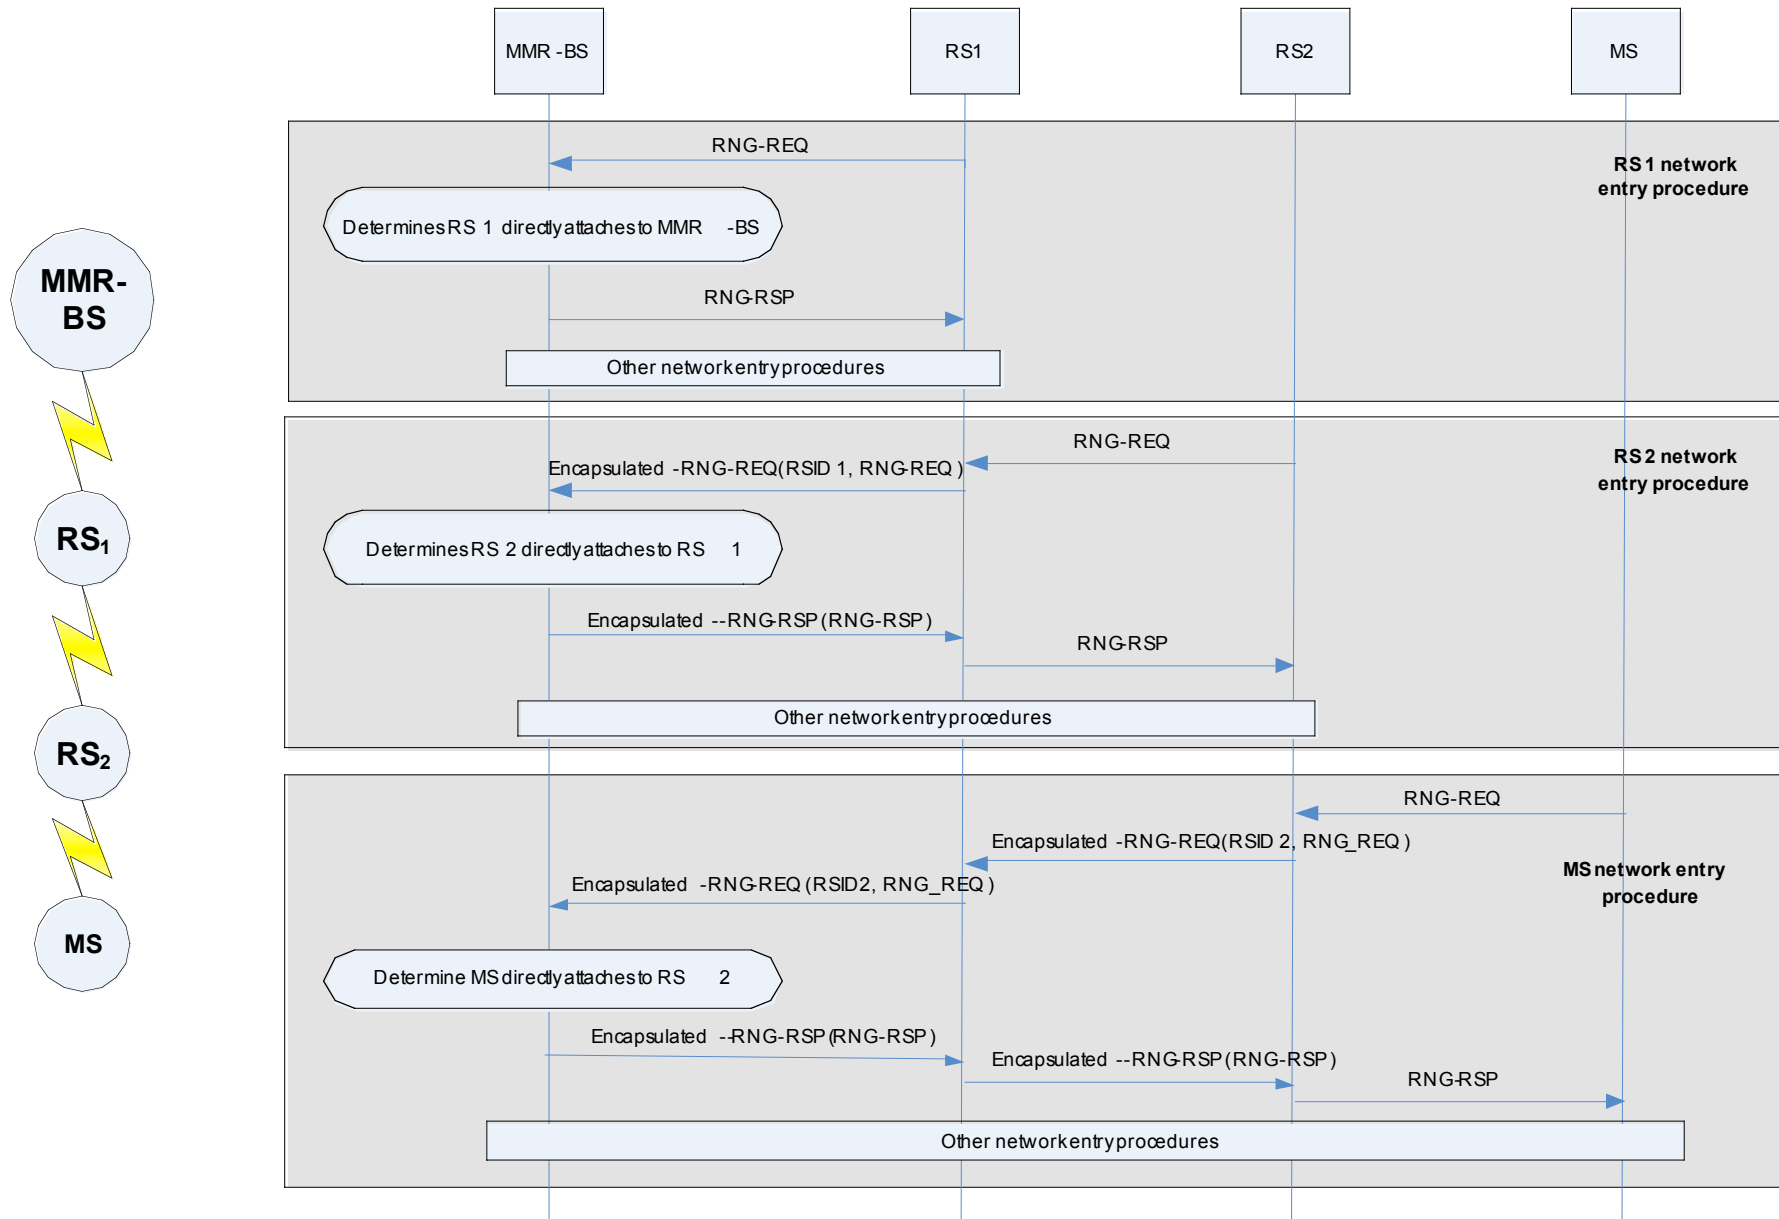 MMR -BS
RS1
RS2
MS
RNG-REQ
RS 1 network
entry procedure
Determines RS 1 directly attaches to MMR -BS
RNG-RSP
Other network entry procedures
MMR-
BS
RS1
RS2
MS
RNG-REQ
Encapsulated -RNG-REQ(RSID 1, RNG-REQ )
RS 2 network
entry procedure
Determines RS 2 directly attaches to RS 1
Encapsulated --RNG-RSP (RNG-RSP)
RNG-RSP
Other network entry procedures
RNG-REQ
Encapsulated -RNG-REQ(RSID 2, RNG_REQ )
Encapsulated -RNG-REQ (RSID2, RNG_REQ )
MS network entry
procedure
Determine MS directly attaches to RS 2
Encapsulated --RNG-RSP (RNG-RSP)
Encapsulated --RNG-RSP (RNG-RSP)
RNG-RSP
Other network entry procedures